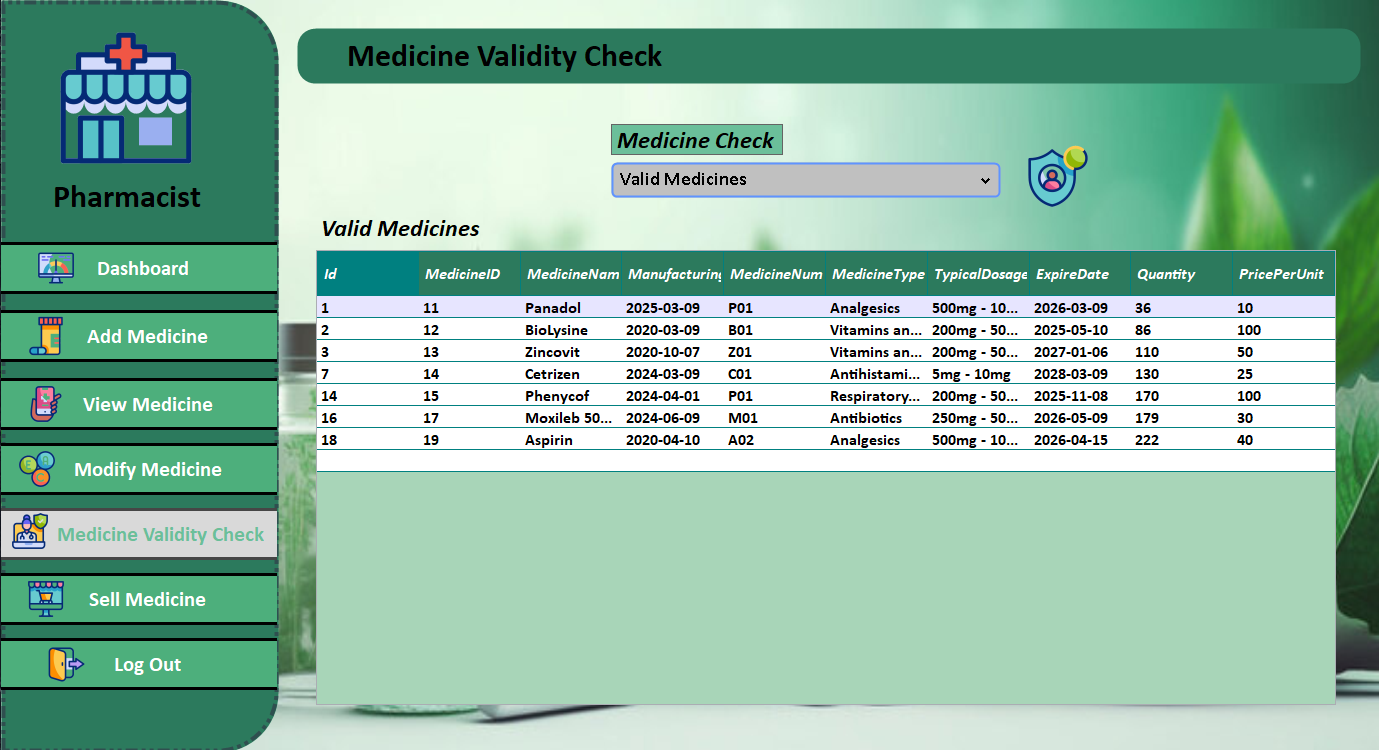 Medicine Validity Check
Pharmacist
Dashboard
Add Medicine
View Medicine
Modify Medicine
Medicine Validity Check
Sell Medicine
Log Out
Medicine Check
Valid Medicines
Valid Medicines
Id MedicineID MedicineNam Manufacturing MedicineNum MedicineType TypicalDosage ExpireDate Quantity PricePerUnit
1 11 Panadol 2025-03-09 P01 Analgesics 500mg - 10... 2026-03-09 36 10
2 12 BioLysine 2020-03-09 B01 Vitamins an... 200mg - 50... 2025-05-10 86 100
3 13 Zincovit 2020-10-07 Z01 Vitamins an... 200mg - 50... 2027-01-06 110 50
7 14 Cetrizen 2024-03-09 C01 Antihistami... 5mg - 10mg 2028-03-09 130 25
14 15 Phenycof 2024-04-01 P01 Respiratory... 200mg - 50... 2025-11-08 170 100
16 17 Moxileb 50... 2024-06-09 M01 Antibiotics 250mg - 50... 2026-05-09 179 30
18 19 Aspirin 2020-04-10 A02 Analgesics 500mg - 10... 2026-04-15 222 40